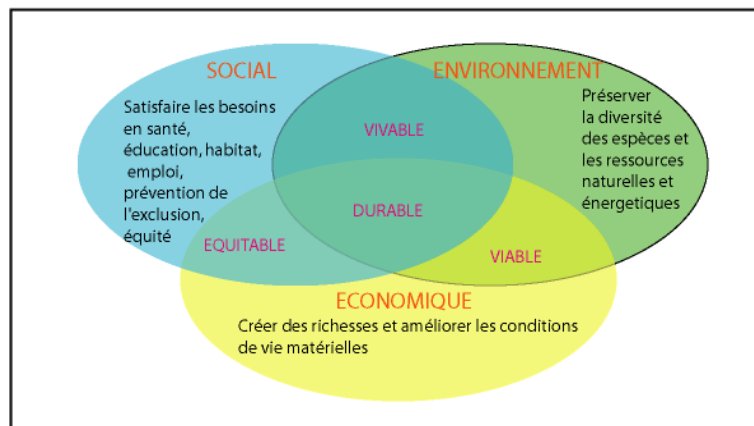 SOCIAL
Satisfaire les besoins
en santé,
éducation, habitat,
emploi,
prévention de
l'exclusion,
équité
ENVIRONNEMENT
Préserver
la diversité
des espèces et
les ressources
naturelles et
énergetiques
VIVABLE
DURABLE
EQUITABLE
VIABLE
ECONOMIQUE
Créer des richesses et améliorer les conditions
de vie matérielles